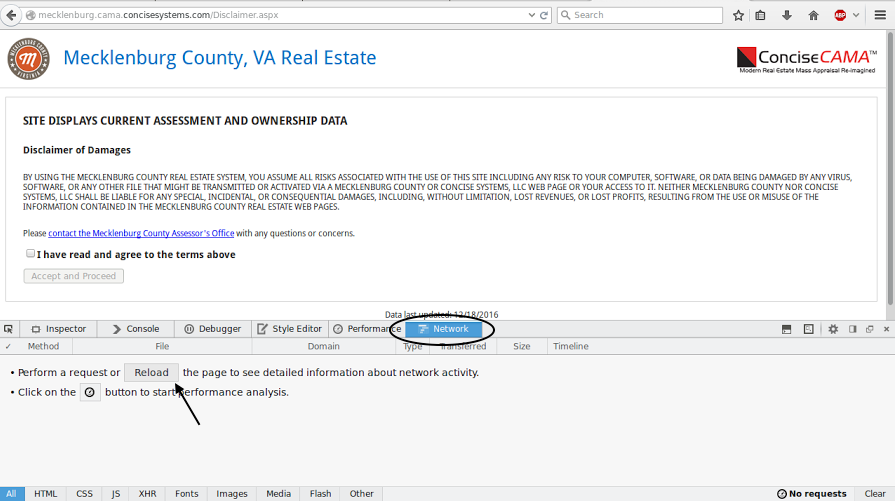 mecklenburg.cama.concisesystems.com/Disclaimer.aspx
Search
ABP
MECKLENBURG COUNTY
m
VIRGINIA
Mecklenburg County, VA Real Estate
ConciseCAMA™
Modern Real Estate Mass Appraisal Re-imagined
SITE DISPLAYS CURRENT ASSESSMENT AND OWNERSHIP DATA
Disclaimer of Damages
BY USING THE MECKLENBURG COUNTY REAL ESTATE SYSTEM, YOU ASSUME ALL RISKS ASSOCIATED WITH THE USE OF THIS SITE INCLUDING ANY RISK TO YOUR COMPUTER, SOFTWARE, OR DATA BEING DAMAGED BY ANY VIRUS,
SOFTWARE, OR ANY OTHER FILE THAT MIGHT BE TRANSMITTED OR ACTIVATED VIA A MECKLENBURG COUNTY OR CONCISE SYSTEMS, LLC WEB PAGE OR YOUR ACCESS TO IT. NEITHER MECKLENBURG COUNTY NOR CONCISE
SYSTEMS, LLC SHALL BE LIABLE FOR ANY SPECIAL, INCIDENTAL, OR CONSEQUENTIAL DAMAGES, INCLUDING, WITHOUT LIMITATION, LOST REVENUES, OR LOST PROFITS, RESULTING FROM THE USE OR MISUSE OF THE
INFORMATION CONTAINED IN THE MECKLENBURG COUNTY REAL ESTATE WEB PAGES.
Please contact the Mecklenburg County Assessor's Office with any questions or concerns.
I have read and agree to the terms above
Accept and Proceed
Data last updated: 12/18/2016
Inspector Console Debugger Style Editor Performance Network
✓ Method File Domain Type Transferred Size Timeline
• Perform a request or Reload the page to see detailed information about network activity.
• Click on the button to start performance analysis.
All HTML CSS JS XHR Fonts Images Media Flash Other No requests Clear